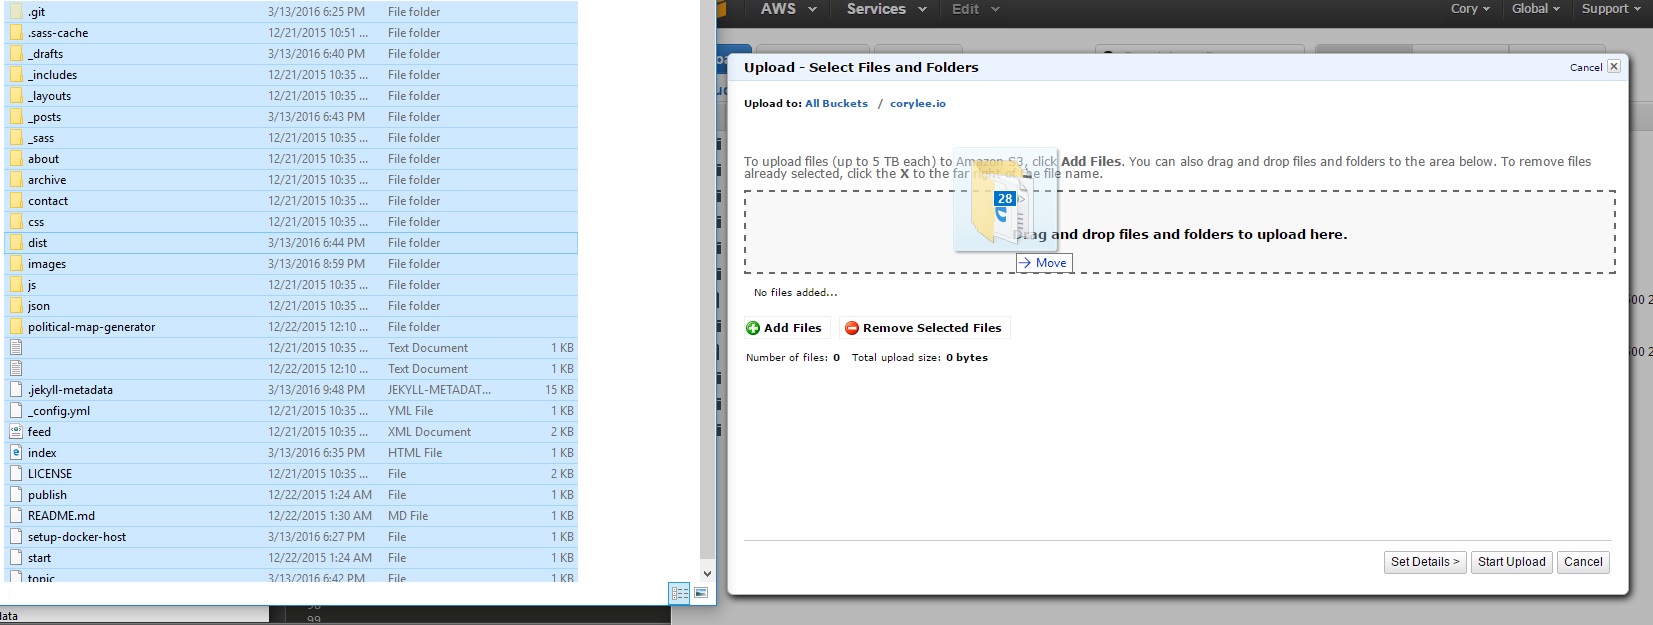 .git 3/13/2016 6:25 PM File folder
.sass-cache 12/21/2015 10:51 ... File folder
_drafts 3/13/2016 6:40 PM File folder
_includes 12/21/2015 10:35 ... File folder
_layouts 12/21/2015 10:35 ... File folder
_posts 3/13/2016 6:43 PM File folder
_sass 12/21/2015 10:35 ... File folder
about 12/21/2015 10:35 ... File folder
archive 12/21/2015 10:35 ... File folder
contact 12/21/2015 10:35 ... File folder
css 12/21/2015 10:35 ... File folder
dist 3/13/2016 6:44 PM File folder
images 3/13/2016 8:59 PM File folder
js 12/21/2015 10:35 ... File folder
json 12/21/2015 10:35 ... File folder
political-map-generator 12/22/2015 12:10 ... File folder
12/21/2015 10:35 ... Text Document 1 KB
12/22/2015 12:10 ... Text Document 1 KB
.jekyll-metadata 3/13/2016 9:48 PM JEKYLL-METADAT... 15 KB
_config.yml 12/21/2015 10:35 ... YML File 1 KB
feed 12/21/2015 10:35 ... XML Document 2 KB
index 3/13/2016 6:35 PM HTML File 1 KB
LICENSE 12/21/2015 10:35 ... File 2 KB
publish 12/22/2015 1:24 AM File 1 KB
README.md 12/22/2015 1:30 AM MD File 1 KB
setup-docker-host 3/13/2016 6:27 PM File 1 KB
start 12/22/2015 1:24 AM File 1 KB
topic 3/13/2016 6:42 PM File 1 KB
AWS Services Edit Cory Global Support
Upload - Select Files and Folders Cancel
Upload to: All Buckets / corylee.io
To upload files (up to 5 TB each) to Amazon S3, click Add Files. You can also drag and drop files and folders to the area below. To remove files
already selected, click the X to the far right of the file name.
28
Drag and drop files and folders to upload here.
Move
No files added...
Add Files Remove Selected Files
Number of files: 0 Total upload size: 0 bytes
Set Details > Start Upload Cancel
99